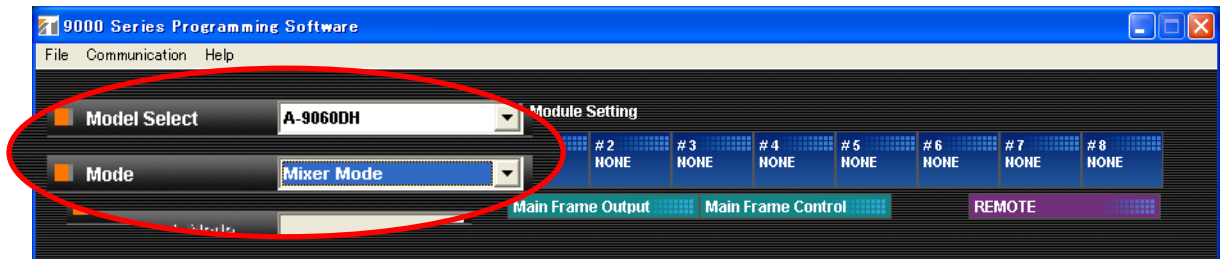 9000 Series Programming Software
File Communication Help
Model Select A-9060DH Module Setting
#2 NONE #3 NONE #4 NONE #5 NONE #6 NONE #7 NONE #8 NONE
Mode Mixer Mode
Main Frame Output Main Frame Control REMOTE